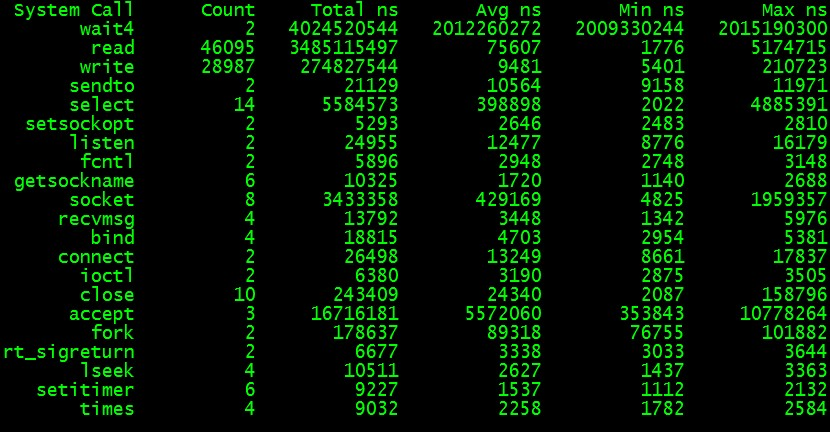 System Call Count Total ns Avg ns Min ns Max ns
wait4 2 4024520544 2012260272 2009330244 2015190300
read 46095 3485115497 75607 1776 5174715
write 28987 274827544 9481 5401 210723
sendto 2 21129 10564 9158 11971
select 14 5584573 398898 2022 4885391
setsockopt 2 5293 2646 2483 2810
listen 2 24955 12477 8776 16179
fcntl 2 5896 2948 2748 3148
getsockname 6 10325 1720 1140 2688
socket 8 3433358 429169 4825 1959357
recvmsg 4 13792 3448 1342 5976
bind 4 18815 4703 2954 5381
connect 2 26498 13249 8661 17837
ioctl 2 6380 3190 2875 3505
close 10 243409 24340 2087 158796
accept 3 16716181 5572060 353843 10778264
fork 2 178637 89318 76755 101882
rt_sigreturn 2 6677 3338 3033 3644
lseek 4 10511 2627 1437 3363
setitimer 6 9227 1537 1112 2132
times 4 9032 2258 1782 2584